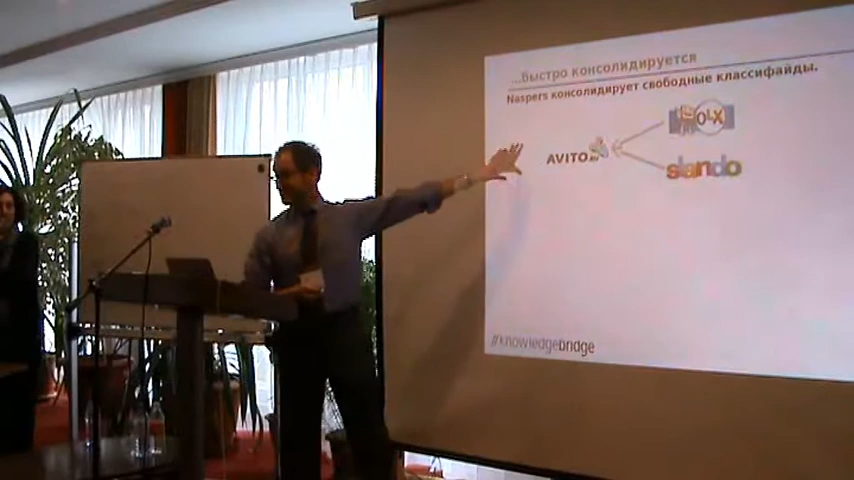 ...быстро консолидируется
Naspers консолидирует свободные классифайды.
OLX
AVITO.ru
slando
//knowledgebridge